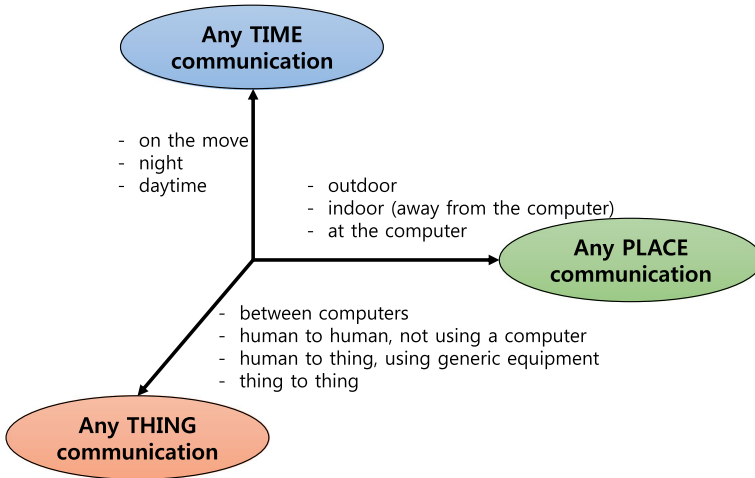 Any TIME
communication
- on the move
- night
- daytime
- outdoor
- indoor (away from the computer)
- at the computer
Any PLACE
communication
- between computers
- human to human, not using a computer
- human to thing, using generic equipment
- thing to thing
Any THING
communication